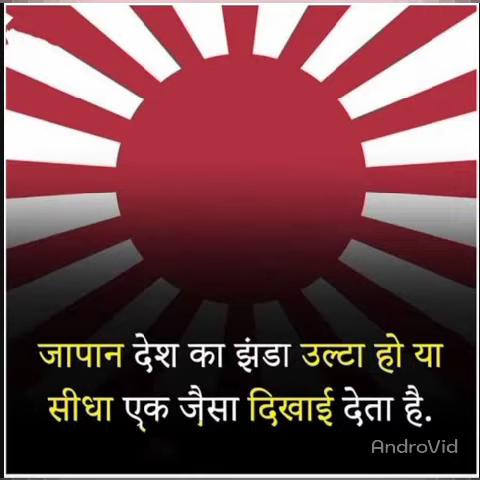 जापान देश का झंडा उल्टा हो या
सीधा एक जैसा दिखाई देता है.
AndroVid